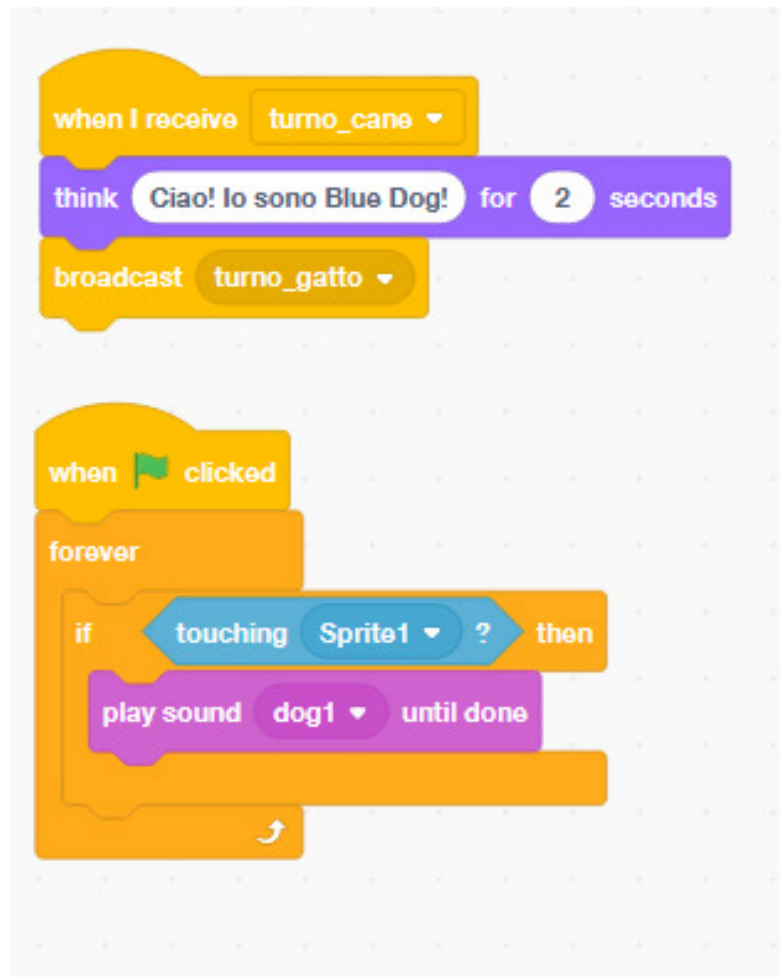 when I receive turno_cane
think Ciao! Io sono Blue Dog! for 2 seconds
broadcast turno_gatto
when clicked
forever
if touching Sprite1 ? then
play sound dog1 until done